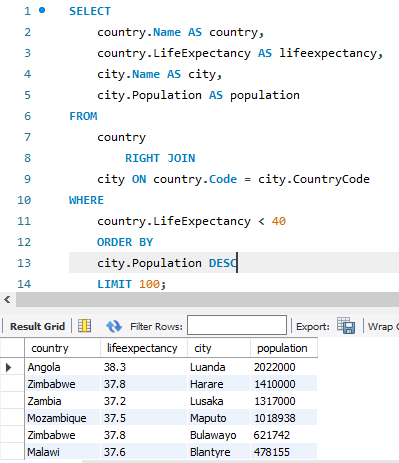 1 SELECT
2 country.Name AS country,
3 country.LifeExpectancy AS lifeexpectancy,
4 city.Name AS city,
5 city.Population AS population
6 FROM
7 country
8 RIGHT JOIN
9 city ON country.Code = city.CountryCode
10 WHERE
11 country.LifeExpectancy < 40
12 ORDER BY
13 city.Population DESC
14 LIMIT 100;
Result Grid Filter Rows: Export: Wrap C
country lifeexpectancy city population
Angola 38.3 Luanda 2022000
Zimbabwe 37.8 Harare 1410000
Zambia 37.2 Lusaka 1317000
Mozambique 37.5 Maputo 1018938
Zimbabwe 37.8 Bulawayo 621742
Malawi 37.6 Blantyre 478155